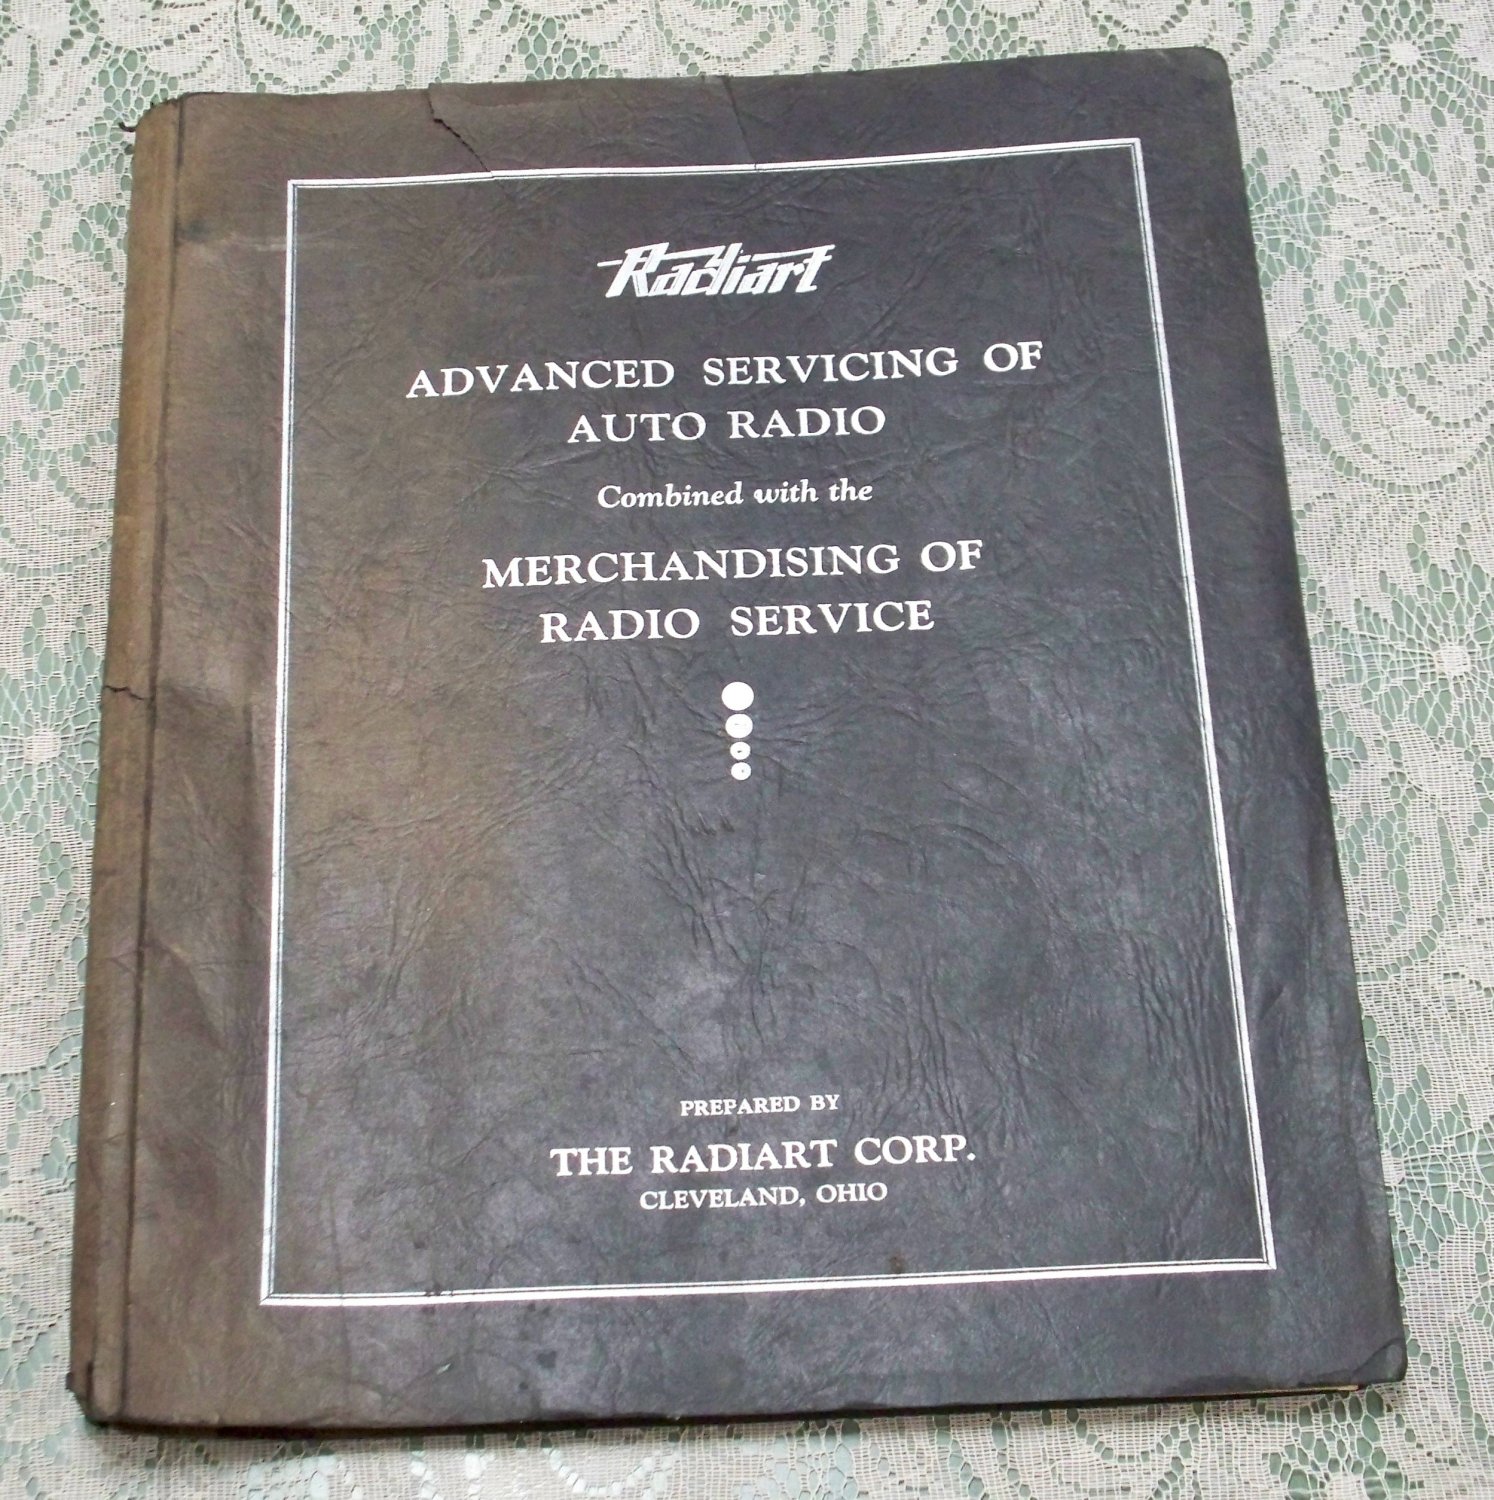 Radiart
ADVANCED SERVICING OF
AUTO RADIO
Combined with the
MERCHANDISING OF
RADIO SERVICE
PREPARED BY
THE RADIART CORP.
CLEVELAND, OHIO